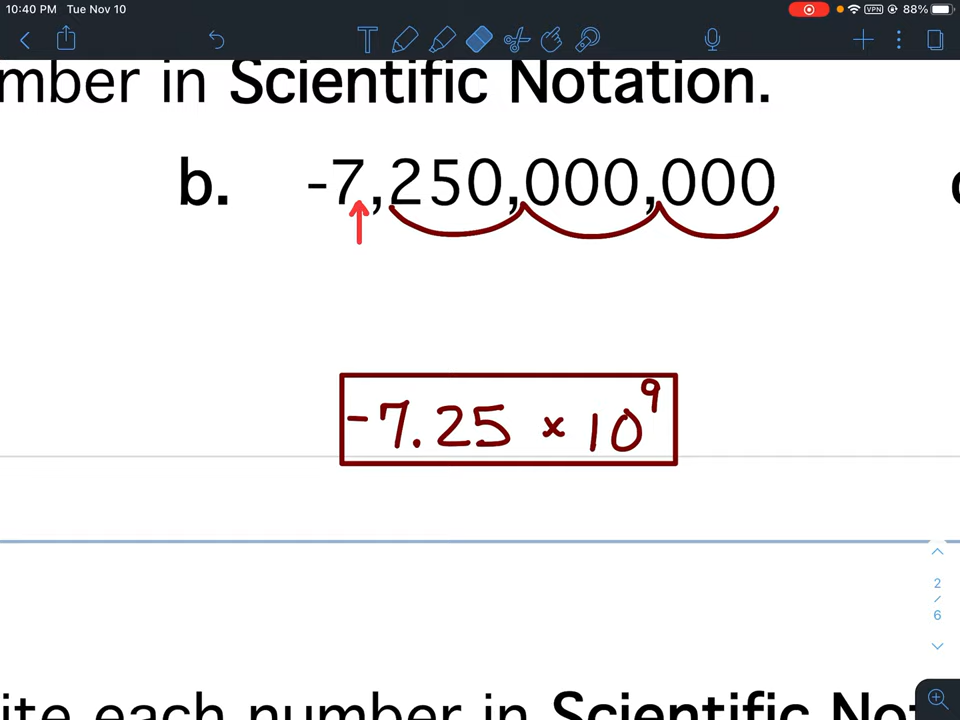 10:40 PM Tue Nov 10
VPN 88%
mber in Scientific Notation.
b. -7,250,000,000
-7.25 × 10⁹
2
/
6
ite each number in Scientific No